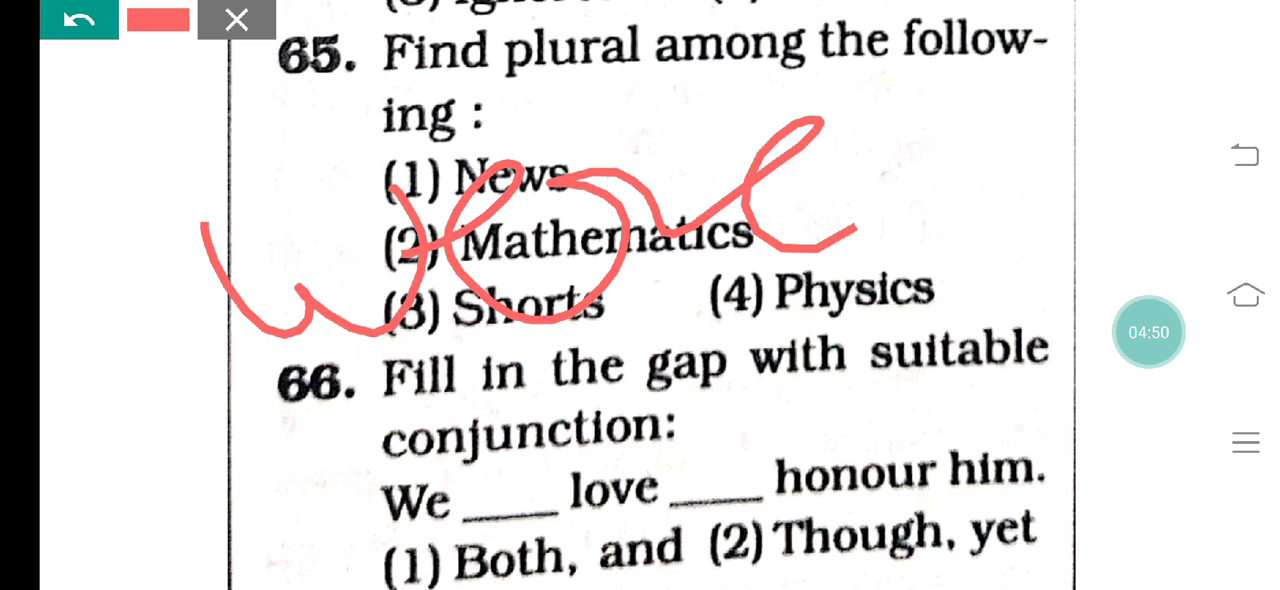 65. Find plural among the follow-
ing :
(1) News
(2) Mathematics
(3) Shorts (4) Physics
66. Fill in the gap with suitable
conjunction:
We ____ love ____ honour him.
(1) Both, and (2) Though, yet
04:50